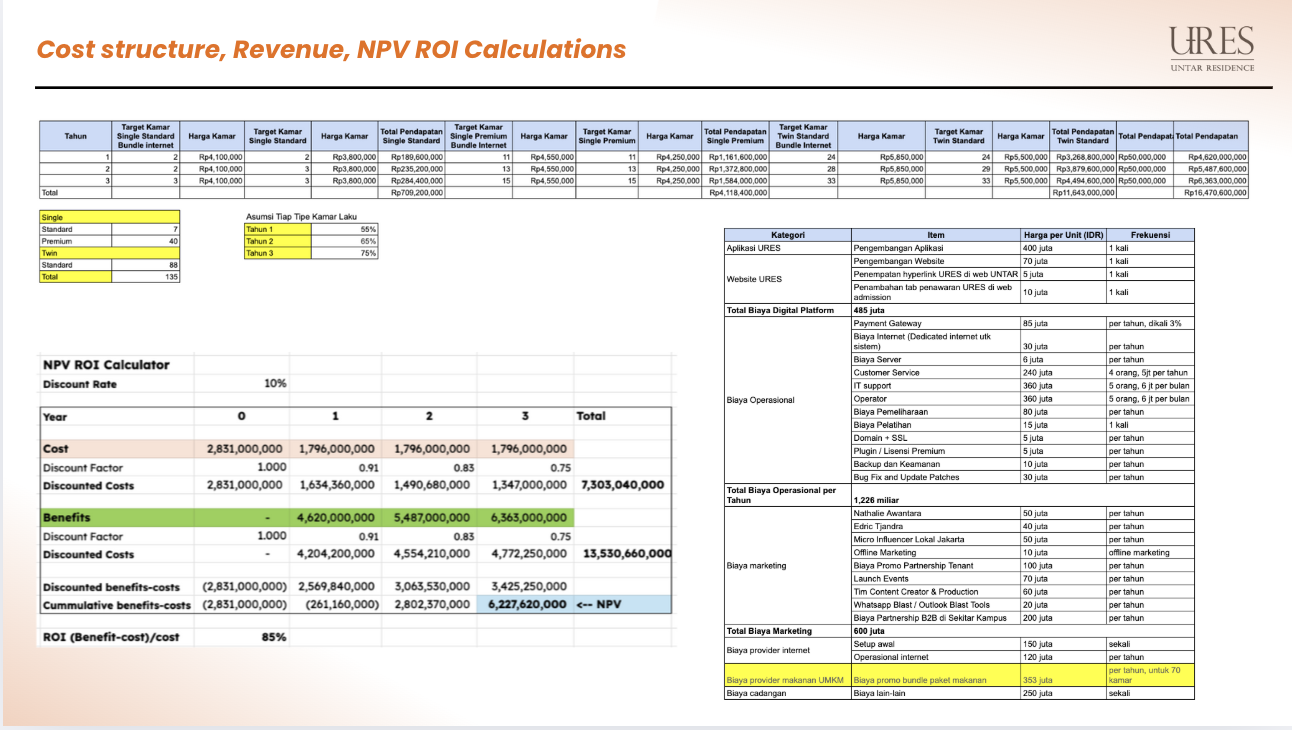 Cost structure, Revenue, NPV ROI Calculations
URES
UNTAR RESIDENCE
Tahun | Target Kamar Single Standard Bundle internet | Harga Kamar | Target Kamar Single Standard | Harga Kamar | Total Pendapatan Single Standard | Target Kamar Single Premium Bundle Internet | Harga Kamar | Target Kamar Single Premium | Harga Kamar | Total Pendapatan Single Premium | Target Kamar Twin Standard Bundle Internet | Harga Kamar | Target Kamar Twin Standard | Harga Kamar | Total Pendapatan Twin Standard | Total Pendapata | Total Pendapatan
1 | 2 | Rp4,100,000 | 2 | Rp3,800,000 | Rp189,600,000 | 11 | Rp4,550,000 | 11 | Rp4,250,000 | Rp1,161,600,000 | 24 | Rp5,850,000 | 24 | Rp5,500,000 | Rp3,268,800,000 | Rp50,000,000 | Rp4,620,000,000
2 | 2 | Rp4,100,000 | 3 | Rp3,800,000 | Rp235,200,000 | 13 | Rp4,550,000 | 13 | Rp4,250,000 | Rp1,372,800,000 | 28 | Rp5,850,000 | 29 | Rp5,500,000 | Rp3,879,600,000 | Rp50,000,000 | Rp5,487,600,000
3 | 3 | Rp4,100,000 | 3 | Rp3,800,000 | Rp284,400,000 | 15 | Rp4,550,000 | 15 | Rp4,250,000 | Rp1,584,000,000 | 33 | Rp5,850,000 | 33 | Rp5,500,000 | Rp4,494,600,000 | Rp50,000,000 | Rp6,363,000,000
Total | Rp709,200,000 | Rp4,118,400,000 | Rp11,643,000,000 | Rp16,470,600,000
Single
Standard | 7
Premium | 40
Twin
Standard | 88
Total | 135
Asumsi Tiap Tipe Kamar Laku
Tahun 1 | 55%
Tahun 2 | 65%
Tahun 3 | 75%
NPV ROI Calculator
Discount Rate | 10%
Year | 0 | 1 | 2 | 3 | Total
Cost | 2,831,000,000 | 1,796,000,000 | 1,796,000,000 | 1,796,000,000
Discount Factor | 1.000 | 0.91 | 0.83 | 0.75
Discounted Costs | 2,831,000,000 | 1,634,360,000 | 1,490,680,000 | 1,347,000,000 | 7,303,040,000
Benefits | - | 4,620,000,000 | 5,487,000,000 | 6,363,000,000
Discount Factor | 1.000 | 0.91 | 0.83 | 0.75
Discounted Costs | - | 4,204,200,000 | 4,554,210,000 | 4,772,250,000 | 13,530,660,000
Discounted benefits-costs | (2,831,000,000) | 2,569,840,000 | 3,063,530,000 | 3,425,250,000
Cummulative benefits-costs | (2,831,000,000) | (261,160,000) | 2,802,370,000 | 6,227,620,000 | <-- NPV
ROI (Benefit-cost)/cost | 85%
Kategori | Item | Harga per Unit (IDR) | Frekuensi
Aplikasi URES | Pengembangan Aplikasi | 400 juta | 1 kali
Website URES | Pengembangan Website | 70 juta | 1 kali
Penempatan hyperlink URES di web UNTAR | 5 juta | 1 kali
Penambahan tab penawaran URES di web admission | 10 juta | 1 kali
Total Biaya Digital Platform | 485 juta
Biaya Operasional | Payment Gateway | 85 juta | per tahun, dikali 3%
Biaya Internet (Dedicated internet utk sistem) | 30 juta | per tahun
Biaya Server | 6 juta | per tahun
Customer Service | 240 juta | 4 orang, 5jt per tahun
IT support | 360 juta | 5 orang, 6 jt per bulan
Operator | 360 juta | 5 orang, 6 jt per bulan
Biaya Pemeliharaan | 80 juta | per tahun
Biaya Pelatihan | 15 juta | 1 kali
Domain + SSL | 5 juta | per tahun
Plugin / Lisensi Premium | 5 juta | per tahun
Backup dan Keamanan | 10 juta | per tahun
Bug Fix and Update Patches | 30 juta | per tahun
Total Biaya Operasional per Tahun | 1,226 miliar
Biaya marketing | Nathalie Awantara | 50 juta | per tahun
Edric Tjandra | 40 juta | per tahun
Micro Influencer Lokal Jakarta | 50 juta | per tahun
Offline Marketing | 10 juta | offline marketing
Biaya Promo Partnership Tenant | 100 juta | per tahun
Launch Events | 70 juta | per tahun
Tim Content Creator & Production | 60 juta | per tahun
Whatsapp Blast / Outlook Blast Tools | 20 juta | per tahun
Biaya Partnership B2B di Sekitar Kampus | 200 juta | per tahun
Total Biaya Marketing | 600 juta
Biaya provider internet | Setup awal | 150 juta | sekali
Operasional internet | 120 juta | per tahun
Biaya provider makanan UMKM | Biaya promo bundle paket makanan | 353 juta | per tahun, untuk 70 kamar
Biaya cadangan | Biaya lain-lain | 250 juta | sekali